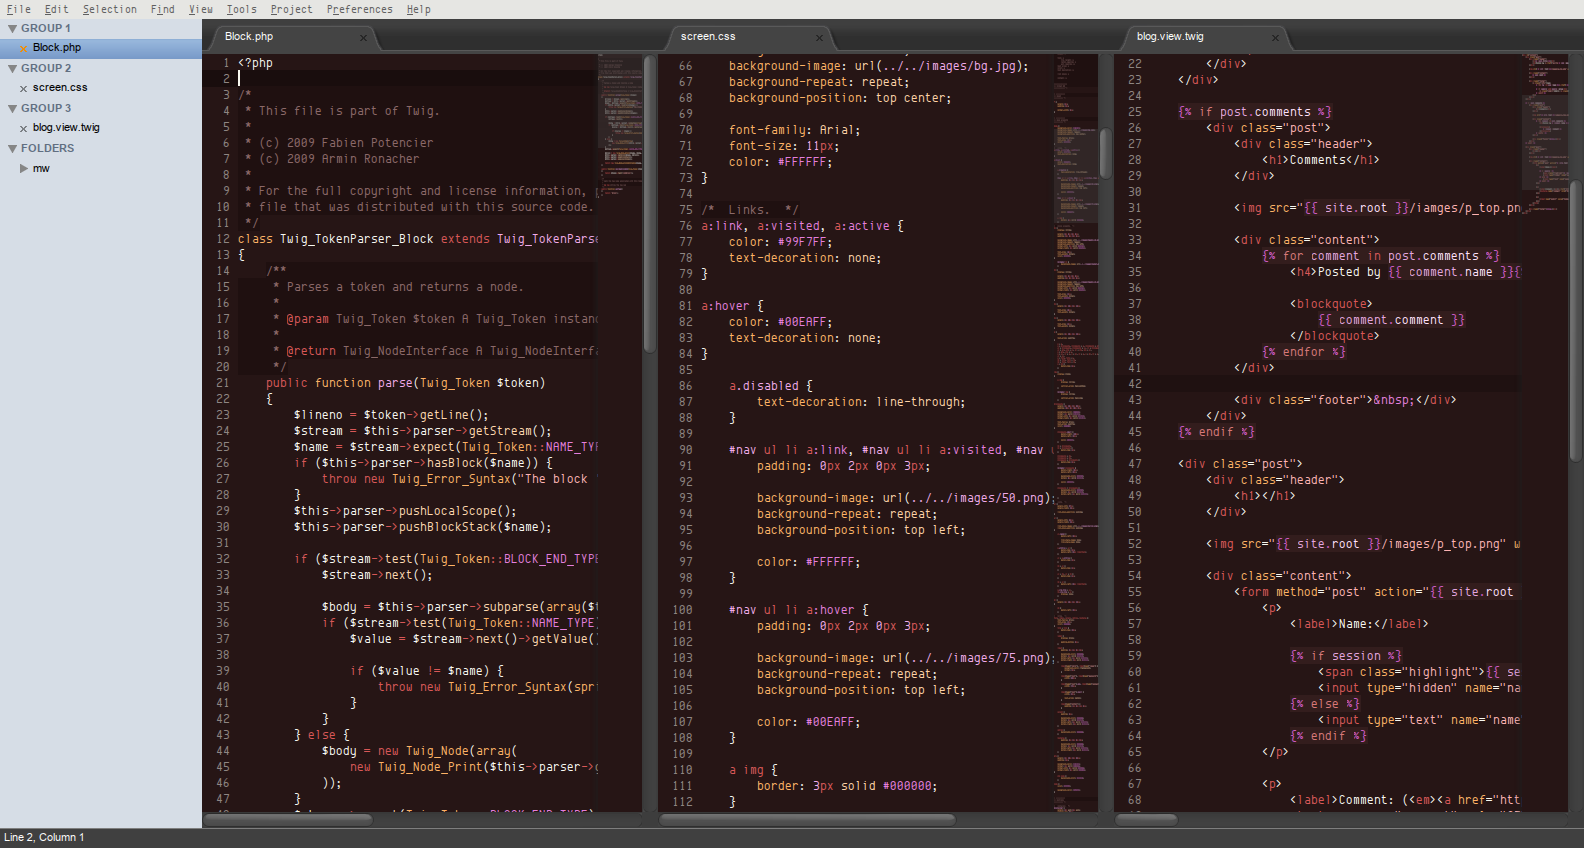 File Edit Selection Find View Tools Project Preferences Help
GROUP 1
Block.php
GROUP 2
screen.css
GROUP 3
blog.view.twig
FOLDERS
mw
Block.php
1 <?php
2
3 /*
4  * This file is part of Twig.
5  *
6  * (c) 2009 Fabien Potencier
7  * (c) 2009 Armin Ronacher
8  *
9  * For the full copyright and license information,
10  * file that was distributed with this source code.
11  */
12 class Twig_TokenParser_Block extends Twig_TokenParse
13 {
14     /**
15      * Parses a token and returns a node.
16      *
17      * @param Twig_Token $token A Twig_Token instanc
18      *
19      * @return Twig_NodeInterface A Twig_NodeInterf
20      */
21     public function parse(Twig_Token $token)
22     {
23         $lineno = $token->getLine();
24         $stream = $this->parser->getStream();
25         $name = $stream->expect(Twig_Token::NAME_TYP
26         if ($this->parser->hasBlock($name)) {
27             throw new Twig_Error_Syntax("The block
28         }
29         $this->parser->pushLocalScope();
30         $this->parser->pushBlockStack($name);
31
32         if ($stream->test(Twig_Token::BLOCK_END_TYPE
33             $stream->next();
34
35             $body = $this->parser->subparse(array($t
36             if ($stream->test(Twig_Token::NAME_TYPE)
37                 $value = $stream->next()->getValue()
38
39                 if ($value != $name) {
40                     throw new Twig_Error_Syntax(spri
41                 }
42             }
43         } else {
44             $body = new Twig_Node(array(
45                 new Twig_Node_Print($this->parser->
46             ));
47         }
screen.css
66     background-image: url(../../images/bg.jpg);
67     background-repeat: repeat;
68     background-position: top center;
69
70     font-family: Arial;
71     font-size: 11px;
72     color: #FFFFFF;
73 }
74
75 /*  Links.  */
76 a:link, a:visited, a:active {
77     color: #99F7FF;
78     text-decoration: none;
79 }
80
81 a:hover {
82     color: #00EAFF;
83     text-decoration: none;
84 }
85
86     a.disabled {
87         text-decoration: line-through;
88     }
89
90     #nav ul li a:link, #nav ul li a:visited, #nav
91         padding: 0px 2px 0px 3px;
92
93         background-image: url(../../images/50.png);
94         background-repeat: repeat;
95         background-position: top left;
96
97         color: #FFFFFF;
98     }
99
100     #nav ul li a:hover {
101         padding: 0px 2px 0px 3px;
102
103         background-image: url(../../images/75.png);
104         background-repeat: repeat;
105         background-position: top left;
106
107         color: #00EAFF;
108     }
109
110     a img {
111         border: 3px solid #000000;
112     }
blog.view.twig
22         </div>
23     </div>
24
25     {% if post.comments %}
26         <div class="post">
27             <div class="header">
28                 <h1>Comments</h1>
29             </div>
30
31         <img src="{{ site.root }}/iamges/p_top.pn
32
33             <div class="content">
34                 {% for comment in post.comments %}
35                     <h4>Posted by {{ comment.name }}{
36
37                     <blockquote>
38                         {{ comment.comment }}
39                     </blockquote>
40                 {% endfor %}
41             </div>
42
43             <div class="footer">&nbsp;</div>
44         </div>
45     {% endif %}
46
47     <div class="post">
48         <div class="header">
49             <h1></h1>
50         </div>
51
52         <img src="{{ site.root }}/images/p_top.png" w
53
54         <div class="content">
55             <form method="post" action="{{ site.root
56                 <p>
57                     <label>Name:</label>
58
59                     {% if session %}
60                         <span class="highlight">{{ se
61                         <input type="hidden" name="na
62                     {% else %}
63                         <input type="text" name="name
64                     {% endif %}
65                 </p>
66
67                 <p>
68                     <label>Comment: (<em><a href="htt
Line 2, Column 1